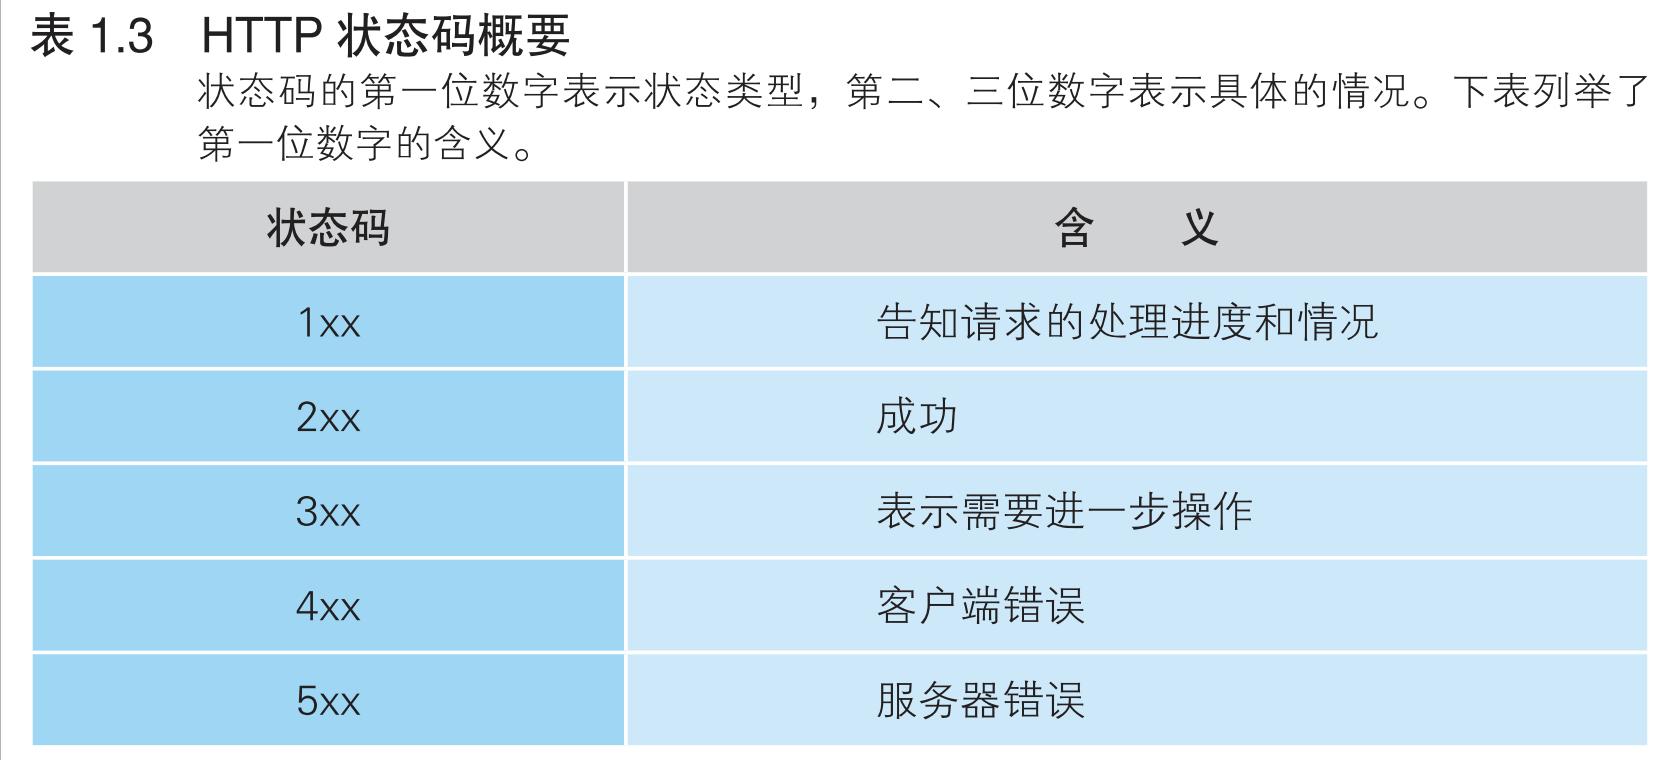 表 1.3 HTTP 状态码概要
状态码的第一位数字表示状态类型，第二、三位数字表示具体的情况。下表列举了
第一位数字的含义。
状态码 含 义
1xx 告知请求的处理进度和情况
2xx 成功
3xx 表示需要进一步操作
4xx 客户端错误
5xx 服务器错误